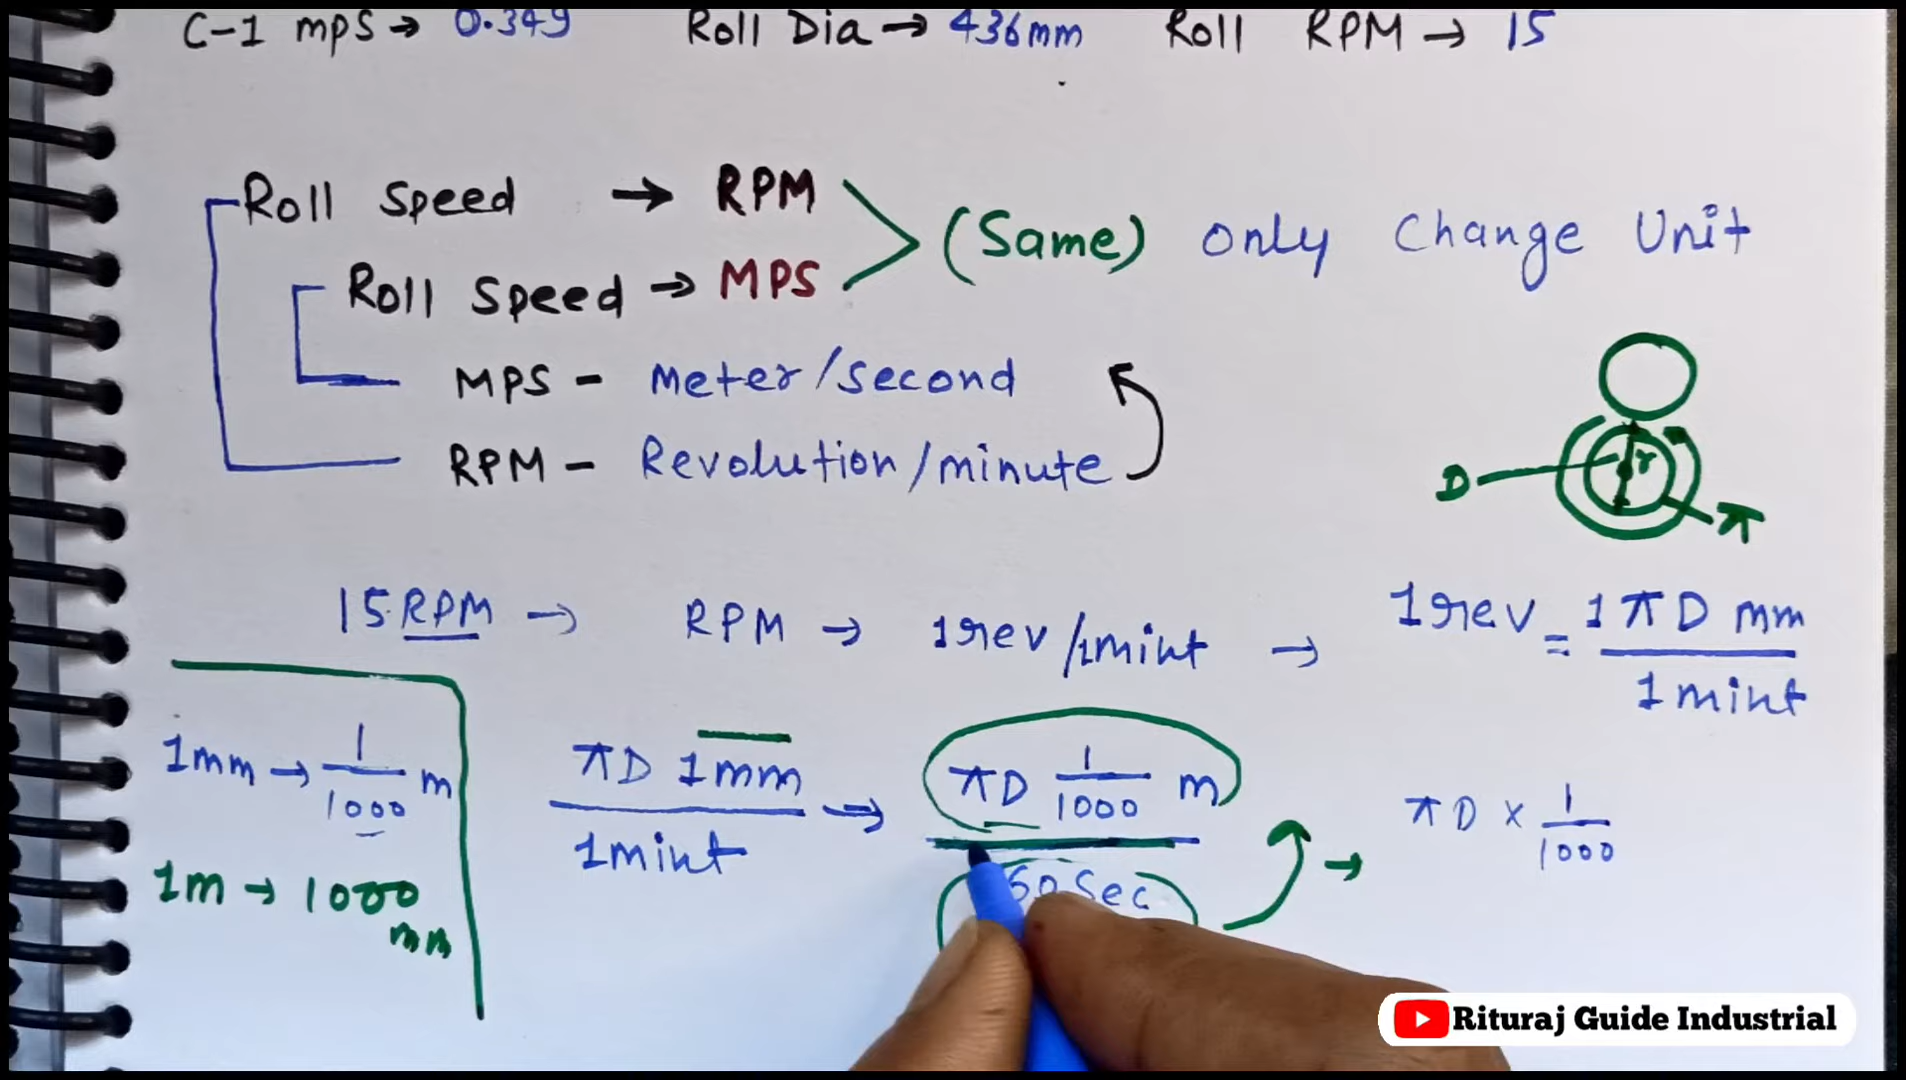 C-1 mps → 0.349 Roll Dia → 436mm Roll RPM → 15
Roll Speed → RPM
(Same) only Change Unit
Roll Speed → MPS
MPS - Meter/Second
RPM - Revolution/minute
r
D
π
15 RPM → RPM → 1rev/1mint → 1rev = 1πD mm
1mint
1mm → 1/1000 m
πD 1mm
1mint
→
πD 1/1000 m
60 Sec
→ πD × 1/1000
1m → 1000
mm
Rituraj Guide Industrial